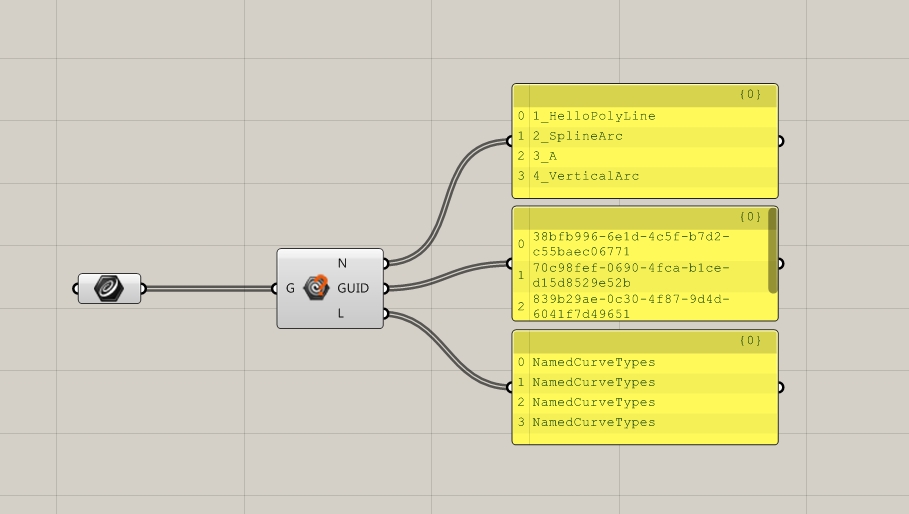 {0}
0 1_HelloPolyLine
1 2_SplineArc
2 3_A
3 4_VerticalArc
{0}
0 38bfb996-6e1d-4c5f-b7d2-
c55baec06771
1 70c98fef-0690-4fca-b1ce-
d15d8529e52b
2 839b29ae-0c30-4f87-9d4d-
6041f7d49651
N
G GUID
L
{0}
0 NamedCurveTypes
1 NamedCurveTypes
2 NamedCurveTypes
3 NamedCurveTypes